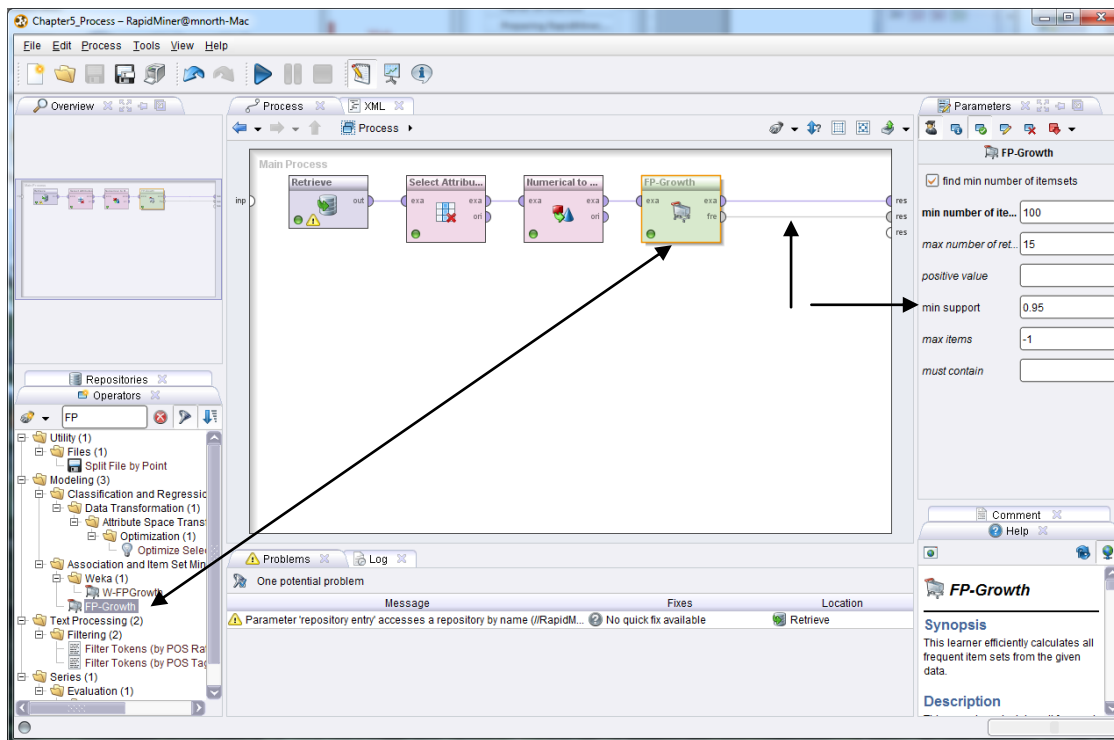 Chapter5_Process – RapidMiner@mnorth-Mac
File Edit Process Tools View Help
Overview
Process
XML
Parameters
Process
FP-Growth
Main Process
inp
Retrieve
out
Select Attribu...
exa
exa
ori
Numerical to ...
exa
exa
ori
FP-Growth
exa
exa
fre
res
res
res
find min number of itemsets
min number of ite... 100
max number of ret... 15
positive value
min support 0.95
max items -1
must contain
Repositories
Operators
FP
Utility (1)
Files (1)
Split File by Point
Modeling (3)
Classification and Regressic
Data Transformation (1)
Attribute Space Trans
Optimization (1)
Optimize Sele
Association and Item Set Min
Weka (1)
W-FPGrowth
FP-Growth
Text Processing (2)
Filtering (2)
Filter Tokens (by POS Ra
Filter Tokens (by POS Tag
Series (1)
Evaluation (1)
Problems
Log
One potential problem
Message Fixes Location
Parameter 'repository entry' accesses a repository by name (//RapidM... No quick fix available Retrieve
Comment
Help
FP-Growth
Synopsis
This learner efficiently calculates all
frequent item sets from the given
data.
Description